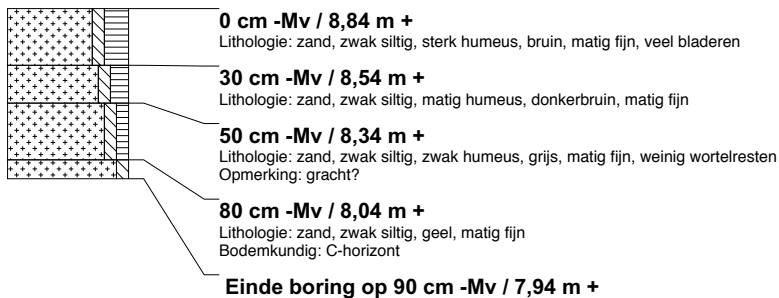 0 cm -Mv / 8,84 m +
Lithologie: zand, zwak siltig, sterk humeus, bruin, matig fijn, veel bladeren
30 cm -Mv / 8,54 m +
Lithologie: zand, zwak siltig, matig humeus, donkerbruin, matig fijn
50 cm -Mv / 8,34 m +
Lithologie: zand, zwak siltig, zwak humeus, grijs, matig fijn, weinig wortelresten
Opmerking: gracht?
80 cm -Mv / 8,04 m +
Lithologie: zand, zwak siltig, geel, matig fijn
Bodemkundig: C-horizont
Einde boring op 90 cm -Mv / 7,94 m +